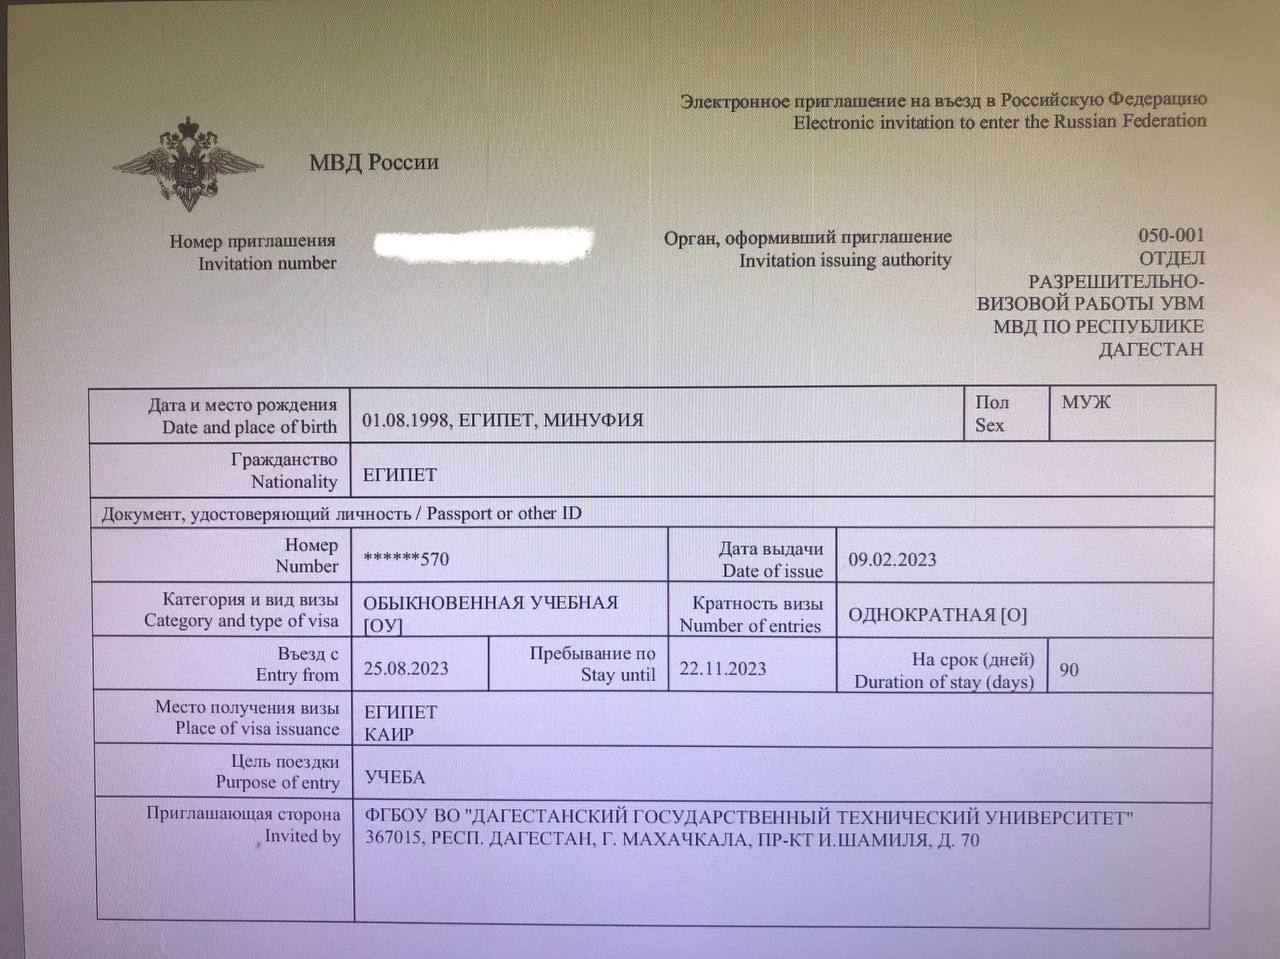 Электронное приглашение на въезд в Российскую Федерацию
Electronic invitation to enter the Russian Federation
МВД России
Номер приглашения
Invitation number
Орган, оформивший приглашение
Invitation issuing authority
050-001
ОТДЕЛ
РАЗРЕШИТЕЛЬНО-
ВИЗОВОЙ РАБОТЫ УВМ
МВД ПО РЕСПУБЛИКЕ
ДАГЕСТАН
Дата и место рождения
Date and place of birth
01.08.1998, ЕГИПЕТ, МИНУФИЯ
Пол
Sex
МУЖ
Гражданство
Nationality
ЕГИПЕТ
Документ, удостоверяющий личность / Passport or other ID
Номер
Number
******570
Дата выдачи
Date of issue
09.02.2023
Категория и вид визы
Category and type of visa
ОБЫКНОВЕННАЯ УЧЕБНАЯ
[ОУ]
Кратность визы
Number of entries
ОДНОКРАТНАЯ [О]
Въезд с
Entry from
25.08.2023
Пребывание по
Stay until
22.11.2023
На срок (дней)
Duration of stay (days)
90
Место получения визы
Place of visa issuance
ЕГИПЕТ
КАИР
Цель поездки
Purpose of entry
УЧЕБА
Приглашающая сторона
Invited by
ФГБОУ ВО "ДАГЕСТАНСКИЙ ГОСУДАРСТВЕННЫЙ ТЕХНИЧЕСКИЙ УНИВЕРСИТЕТ"
367015, РЕСП. ДАГЕСТАН, Г. МАХАЧКАЛА, ПР-КТ И.ШАМИЛЯ, Д. 70